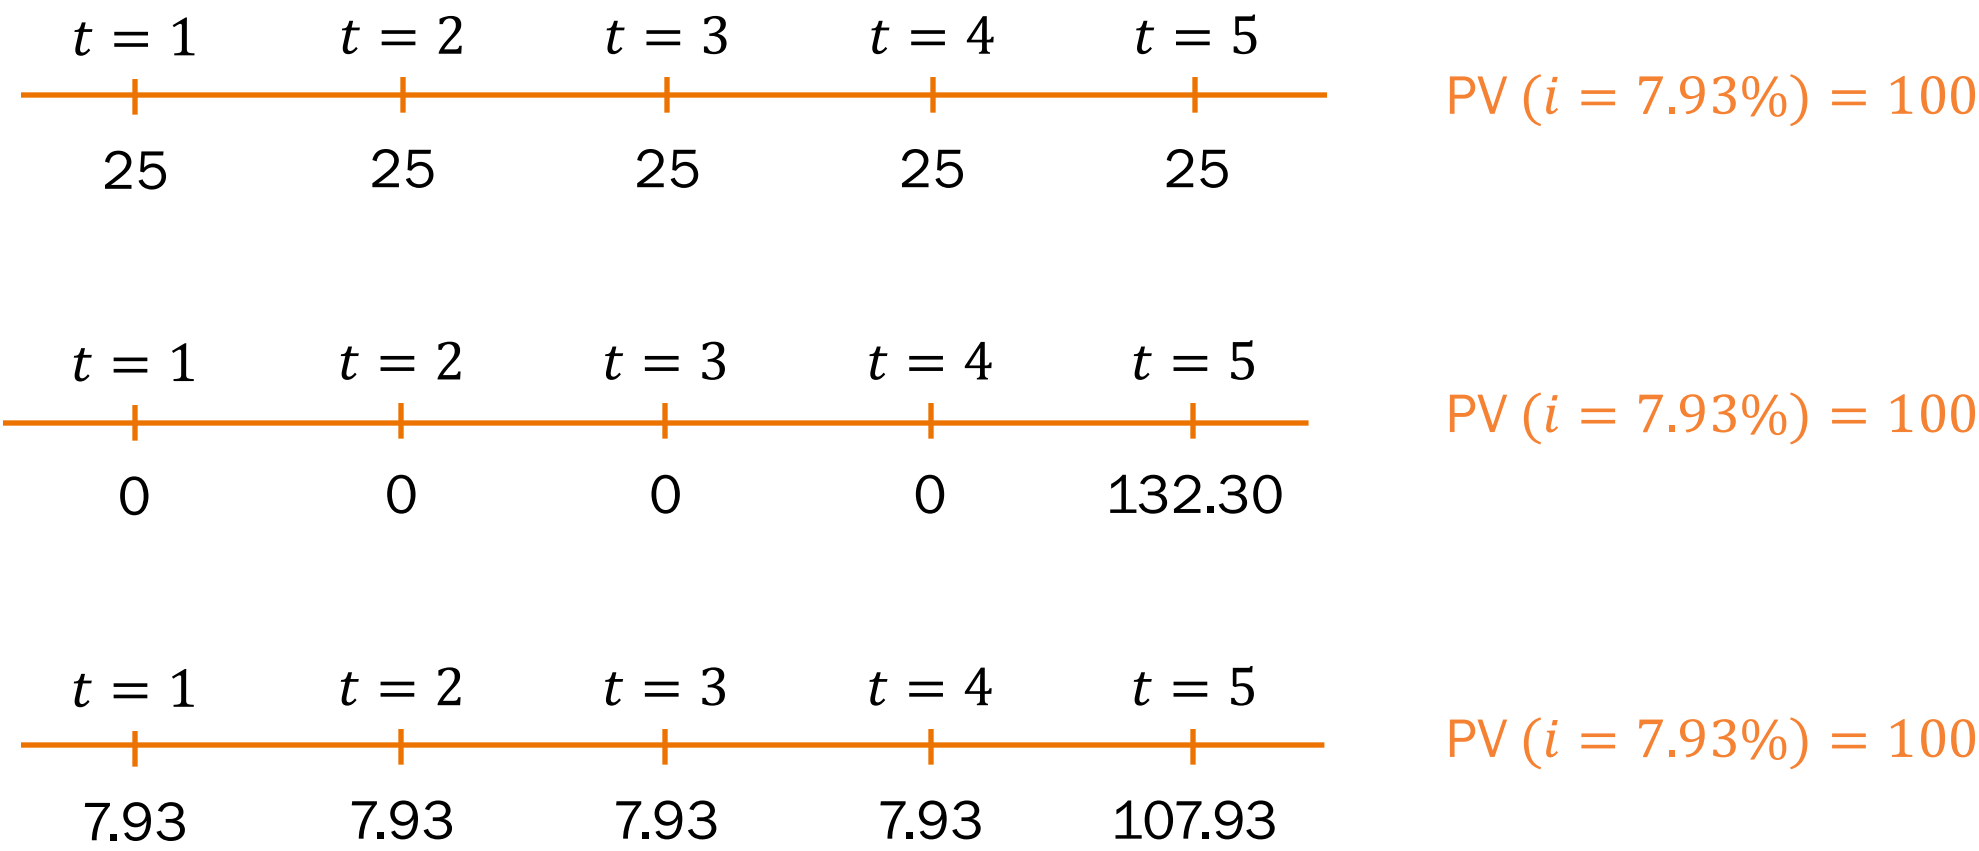 t = 1 t = 2 t = 3 t = 4 t = 5
PV (i = 7.93%) = 100
25 25 25 25 25
t = 1 t = 2 t = 3 t = 4 t = 5
PV (i = 7.93%) = 100
0 0 0 0 132.30
t = 1 t = 2 t = 3 t = 4 t = 5
PV (i = 7.93%) = 100
7.93 7.93 7.93 7.93 107.93